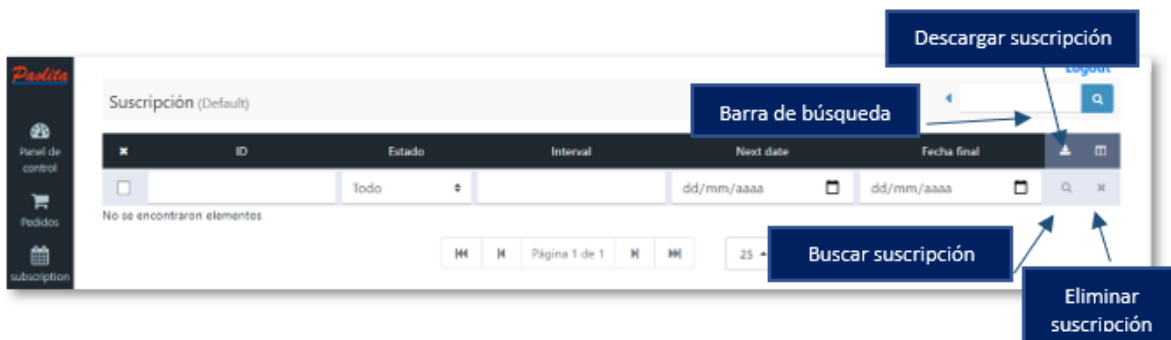 Descargar suscripción
Paolita
Logout
Suscripción (Default)
Barra de búsqueda
Panel de
control
ID
Estado
Interval
Next date
Fecha final
Todo
dd/mm/aaaa
dd/mm/aaaa
No se encontraron elementos
Pedidos
Página 1 de 1
25
Buscar suscripción
subscription
Eliminar
suscripción